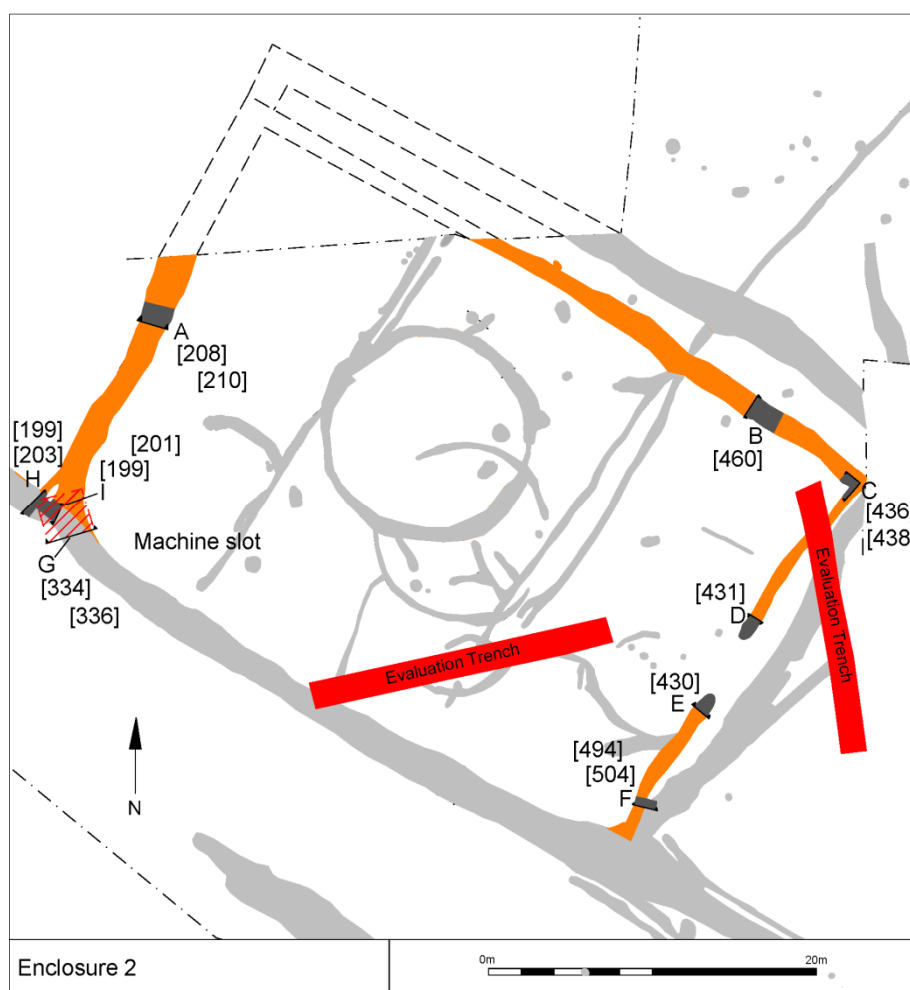 A
[208]
[210]
[199]
[203]
H
[201]
[199]
I
B
[460]
C
[436]
[438]
Machine slot
G
[334]
[336]
Evaluation Trench
[431]
D
Evaluation Trench
[430]
E
[494]
[504]
F
N
Enclosure 2
0m
20m